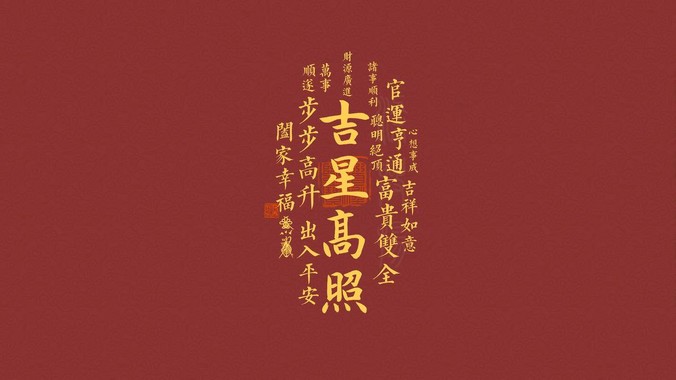 心想事成
吉祥如意
官運亨通
富貴雙全
諸事順利
聰明絕頂
財源廣進
吉星高照
萬事
順遂
步步高升
出入平安
闔家幸福